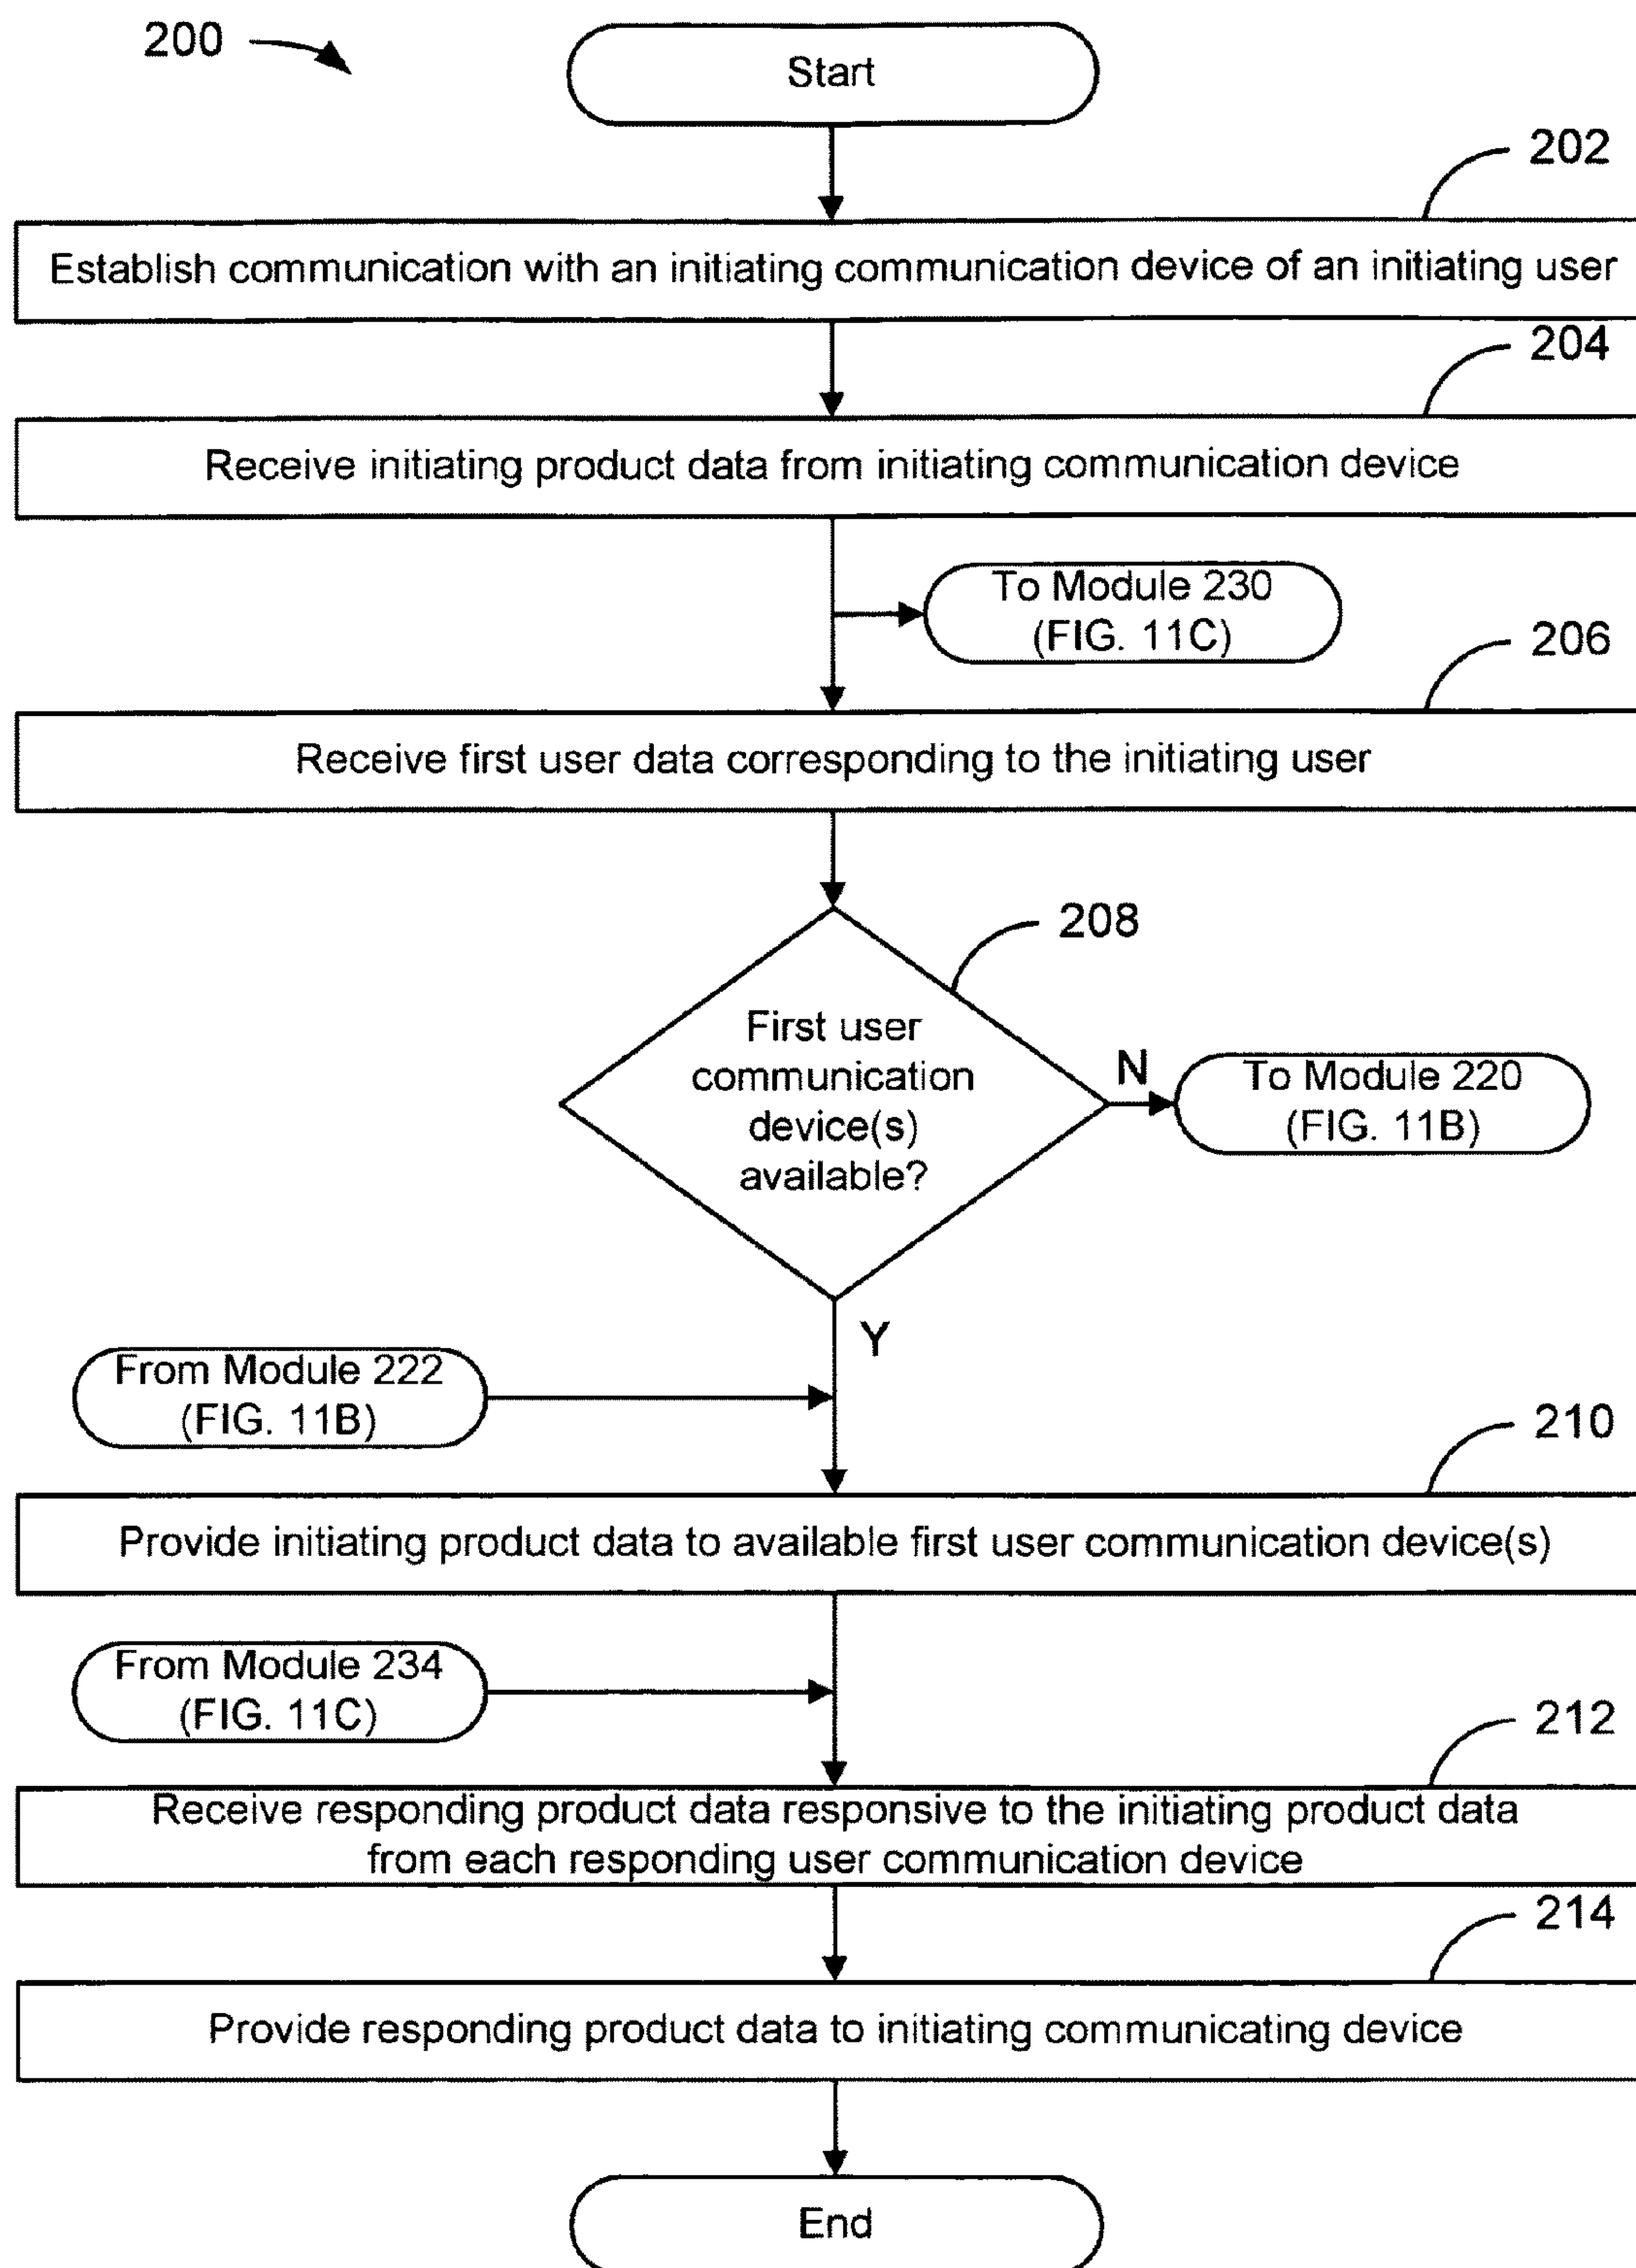 200
Start
202
Establish communication with an initiating communication device of an initiating user
204
Receive initiating product data from initiating communication device
To Module 230
(FIG. 11C)
206
Receive first user data corresponding to the initiating user
208
First user
communication
device(s)
available?
N
To Module 220
(FIG. 11B)
Y
From Module 222
(FIG. 11B)
210
Provide initiating product data to available first user communication device(s)
From Module 234
(FIG. 11C)
212
Receive responding product data responsive to the initiating product data
from each responding user communication device
214
Provide responding product data to initiating communicating device
End